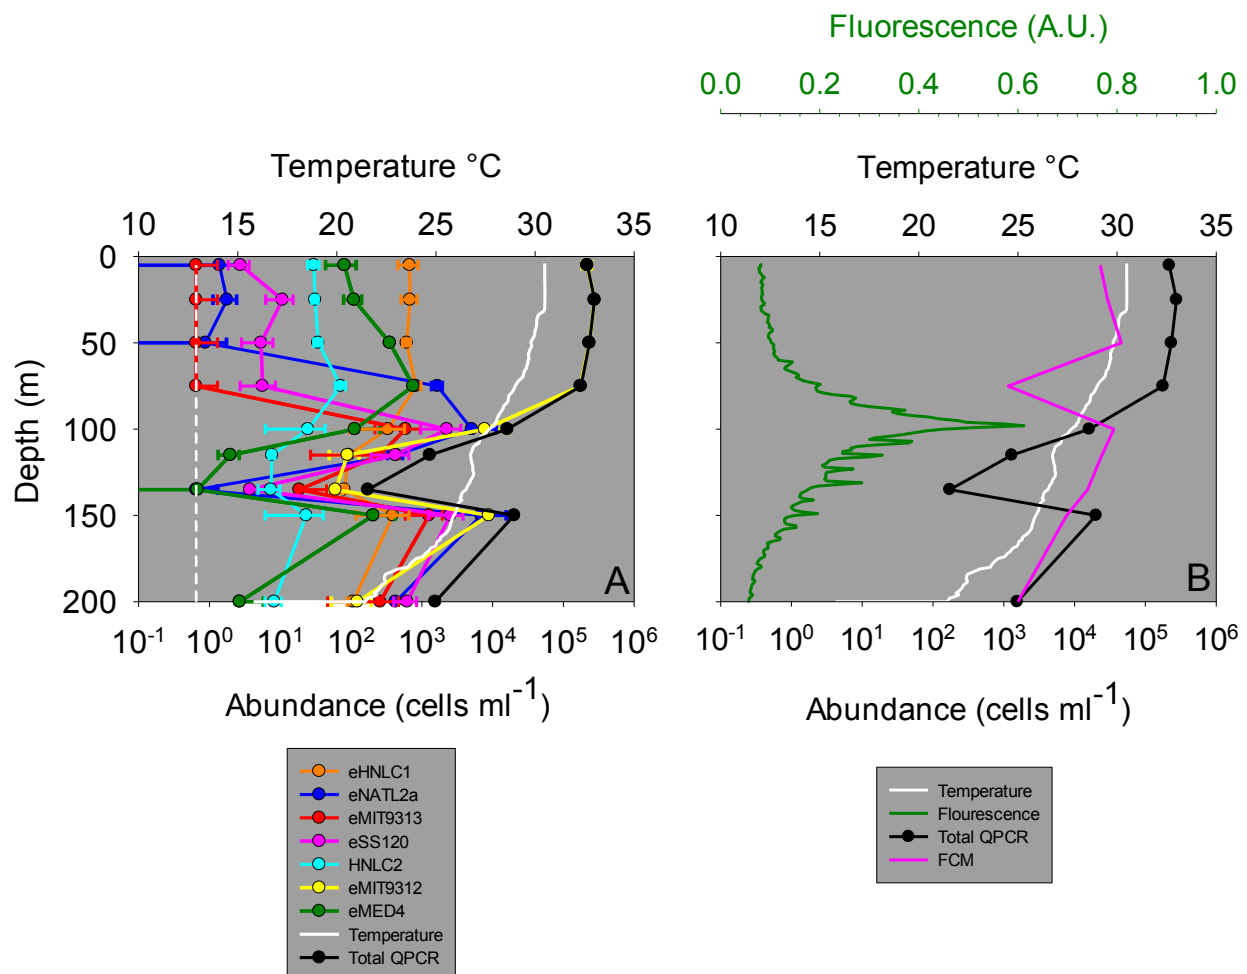 Fluorescence (A.U.)
0.0 0.2 0.4 0.6 0.8 1.0
Temperature °C
10 15 20 25 30 35
Temperature °C
10 15 20 25 30 35
Depth (m)
0
50
100
150
200
A
B
10-1 100 101 102 103 104 105 106
Abundance (cells ml-1)
10-1 100 101 102 103 104 105 106
Abundance (cells ml-1)
eHNLC1
eNATL2a
eMIT9313
eSS120
HNLC2
eMIT9312
eMED4
Temperature
Total QPCR
Temperature
Flourescence
Total QPCR
FCM